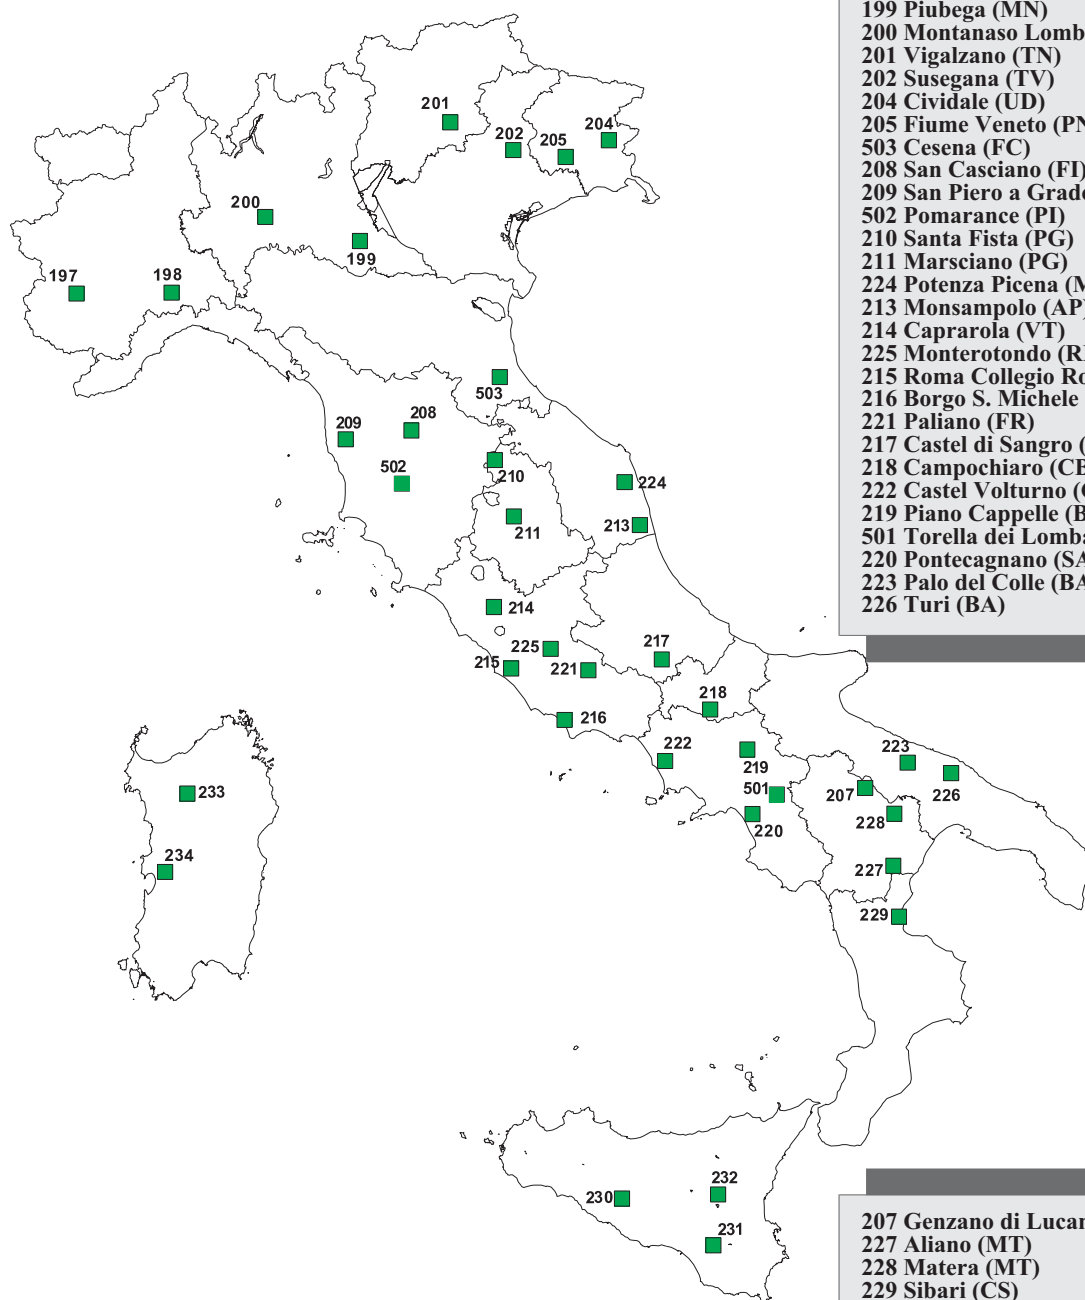 199 Piubega (MN)
200 Montanaso Lomb
201 Vigalzano (TN)
202 Susegana (TV)
204 Cividale (UD)
205 Fiume Veneto (PN
503 Cesena (FC)
208 San Casciano (FI)
209 San Piero a Grado
502 Pomarance (PI)
210 Santa Fista (PG)
211 Marsciano (PG)
224 Potenza Picena (M
213 Monsampolo (AP)
214 Caprarola (VT)
225 Monterotondo (R
215 Roma Collegio Ro
216 Borgo S. Michele
221 Paliano (FR)
217 Castel di Sangro (
218 Campochiaro (CB
222 Castel Volturno (C
219 Piano Cappelle (B
501 Torella dei Lomba
220 Pontecagnano (SA
223 Palo del Colle (BA
226 Turi (BA)
201
202
205
204
200
199
197
198
503
209
208
502
210
211
224
213
214
225
215
221
216
217
218
222
219
501
220
223
226
207
228
227
229
233
234
230
232
231
207 Genzano di Lucan
227 Aliano (MT)
228 Matera (MT)
229 Sibari (CS)